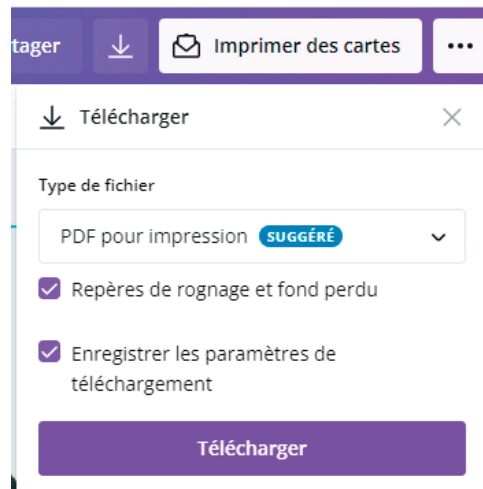 tager
Imprimer des cartes
Télécharger
Type de fichier
PDF pour impression SUGGÉRÉ
Repères de rognage et fond perdu
Enregistrer les paramètres de
téléchargement
Télécharger